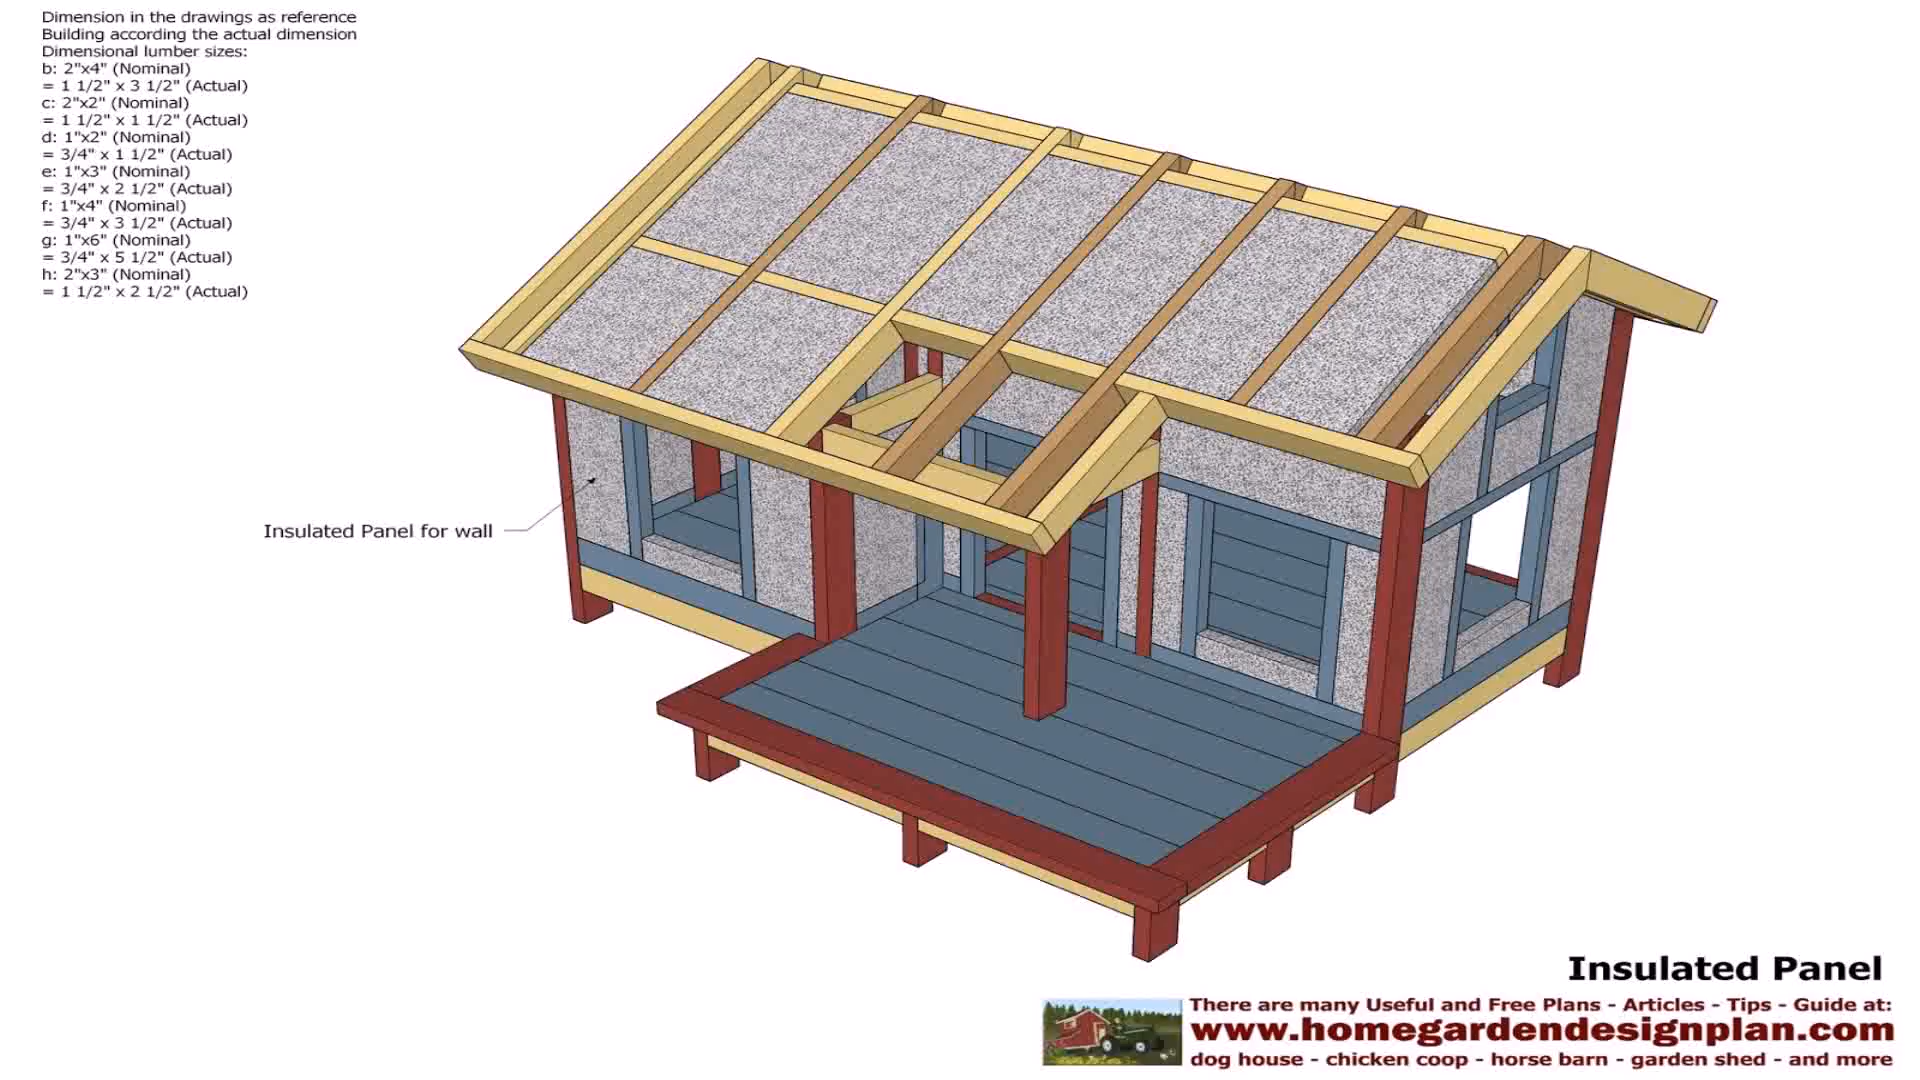 Dimension in the drawings as reference
Building according the actual dimension
Dimensional lumber sizes:
b: 2"x4" (Nominal)
= 1 1/2" x 3 1/2" (Actual)
c: 2"x2" (Nominal)
= 1 1/2" x 1 1/2" (Actual)
d: 1"x2" (Nominal)
= 3/4" x 1 1/2" (Actual)
e: 1"x3" (Nominal)
= 3/4" x 2 1/2" (Actual)
f: 1"x4" (Nominal)
= 3/4" x 3 1/2" (Actual)
g: 1"x6" (Nominal)
= 3/4" x 5 1/2" (Actual)
h: 2"x3" (Nominal)
= 1 1/2" x 2 1/2" (Actual)
Insulated Panel for wall
Insulated Panel
There are many Useful and Free Plans - Articles - Tips - Guide at:
www.homegardendesignplan.com
dog house - chicken coop - horse barn - garden shed - and more